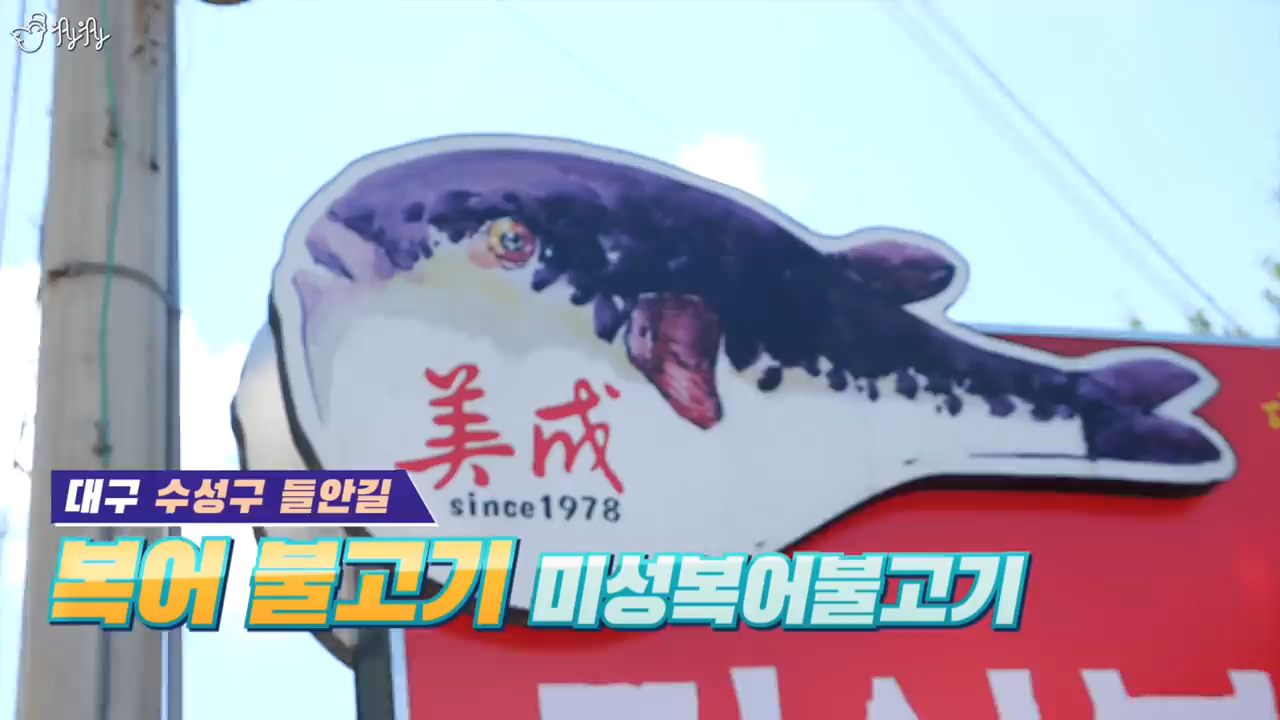 美成
since1978
대구 수성구 들안길
복어 불고기 미성복어불고기